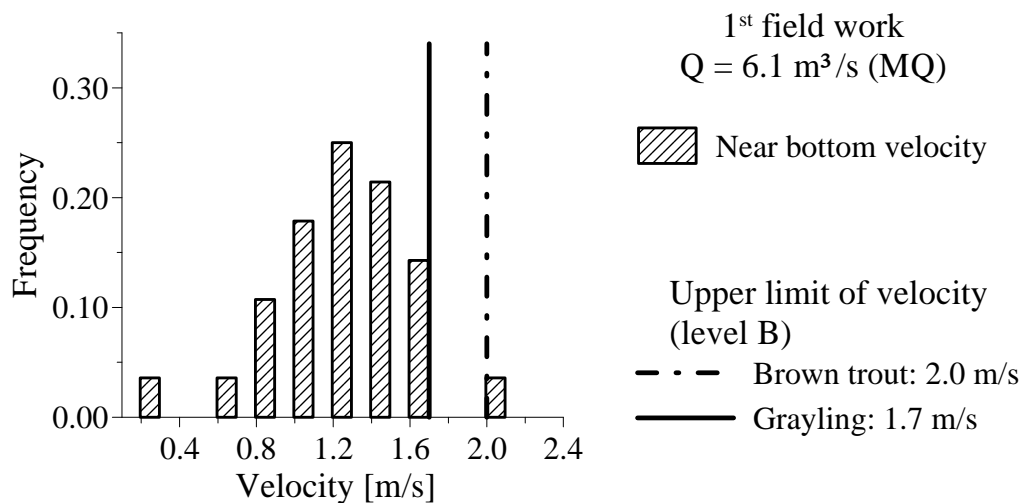 1st field work
Q = 6.1 m³/s (MQ)
Near bottom velocity
Upper limit of velocity
(level B)
Brown trout: 2.0 m/s
Grayling: 1.7 m/s
Frequency
0.30
0.20
0.10
0.00
0.4 0.8 1.2 1.6 2.0 2.4
Velocity [m/s]